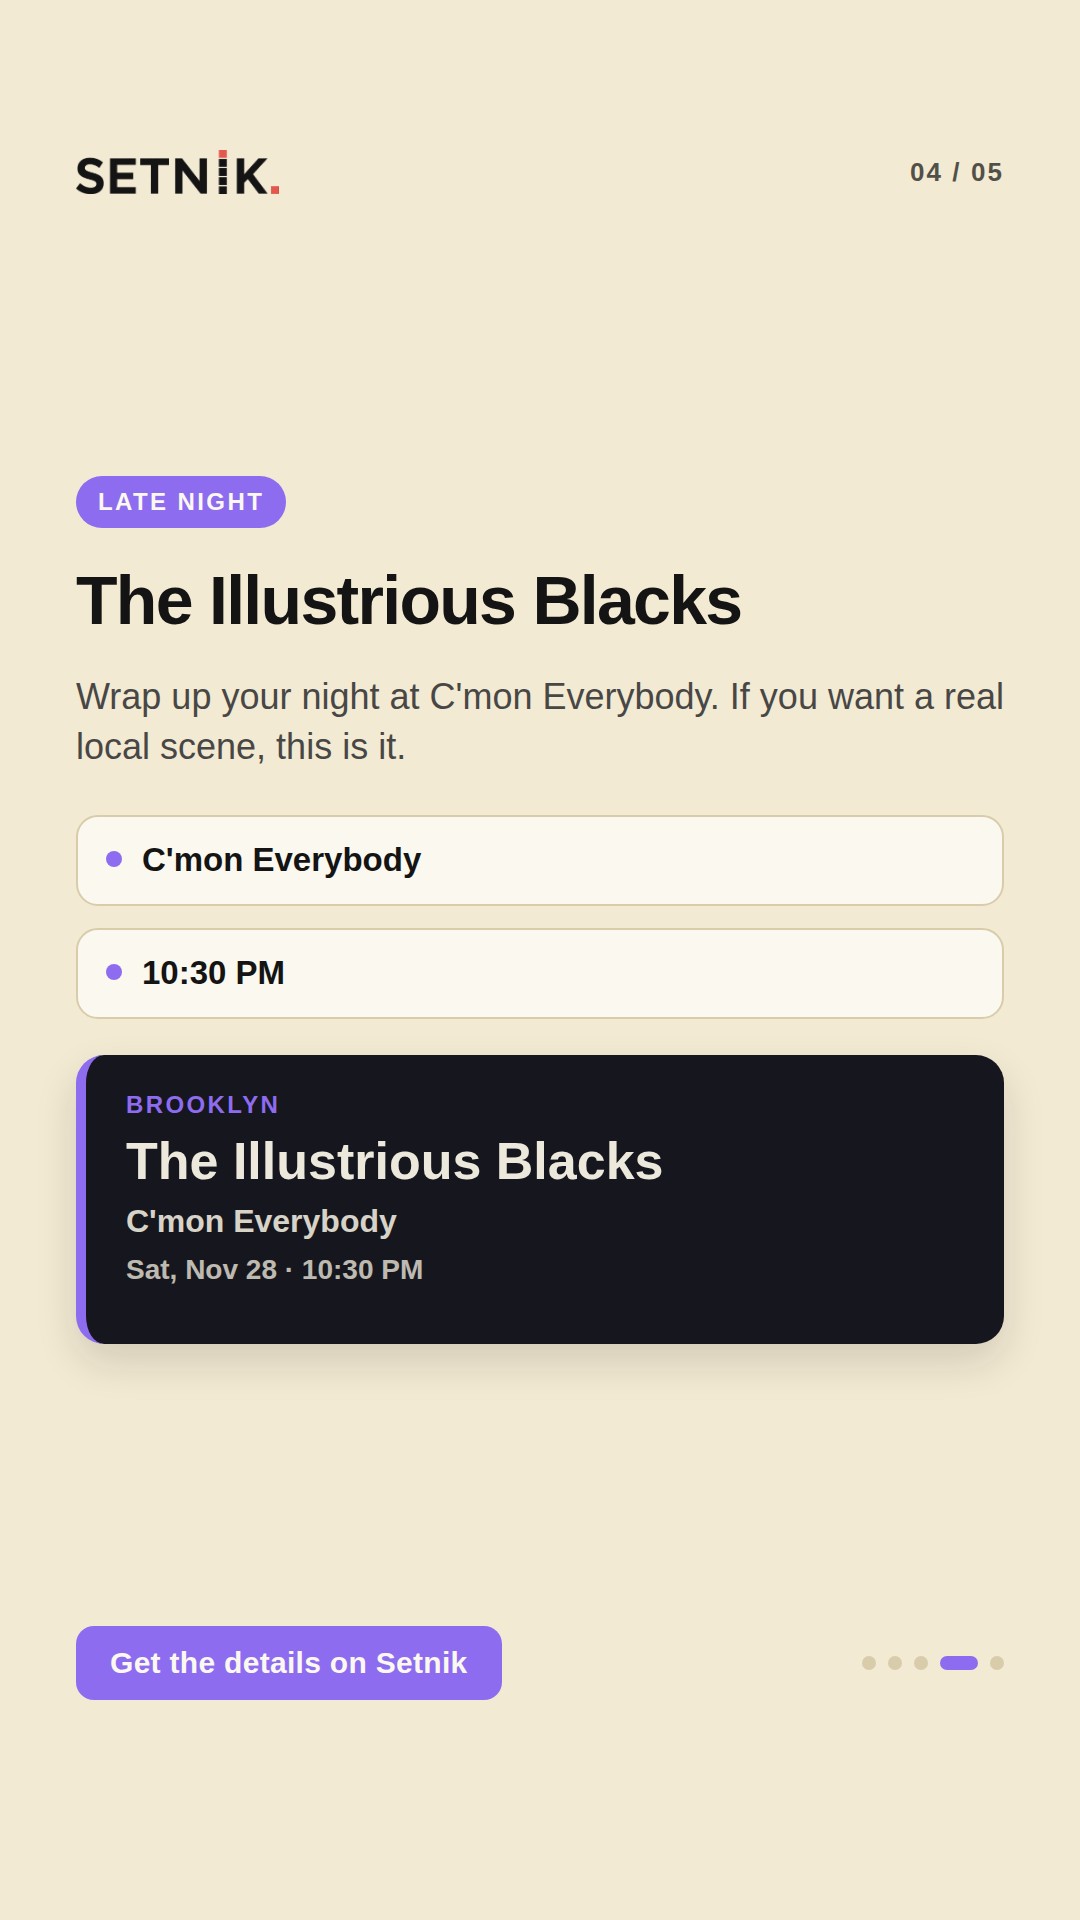 SETNIK.
04 / 05
LATE NIGHT
The Illustrious Blacks
Wrap up your night at C'mon Everybody. If you want a real
local scene, this is it.
C'mon Everybody
10:30 PM
BROOKLYN
The Illustrious Blacks
C'mon Everybody
Sat, Nov 28 · 10:30 PM
Get the details on Setnik